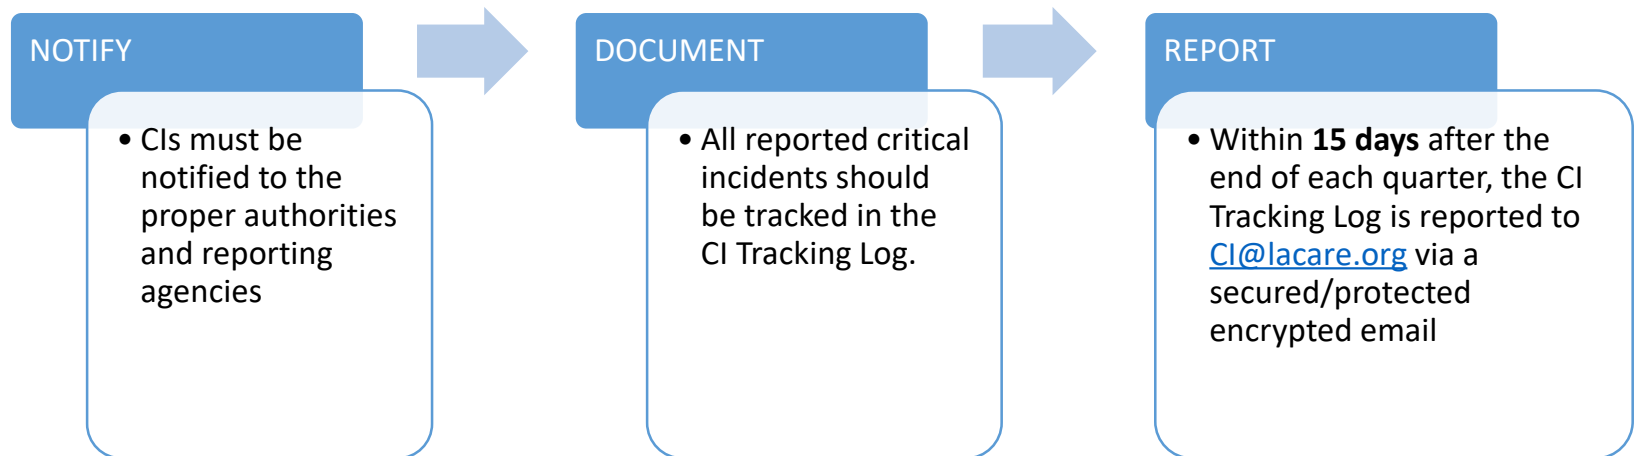 NOTIFY
• CIs must be
notified to the
proper authorities
and reporting
agencies
DOCUMENT
• All reported critical
incidents should
be tracked in the
CI Tracking Log.
REPORT
• Within 15 days after the
end of each quarter, the CI
Tracking Log is reported to
CI@lacare.org via a
secured/protected
encrypted email